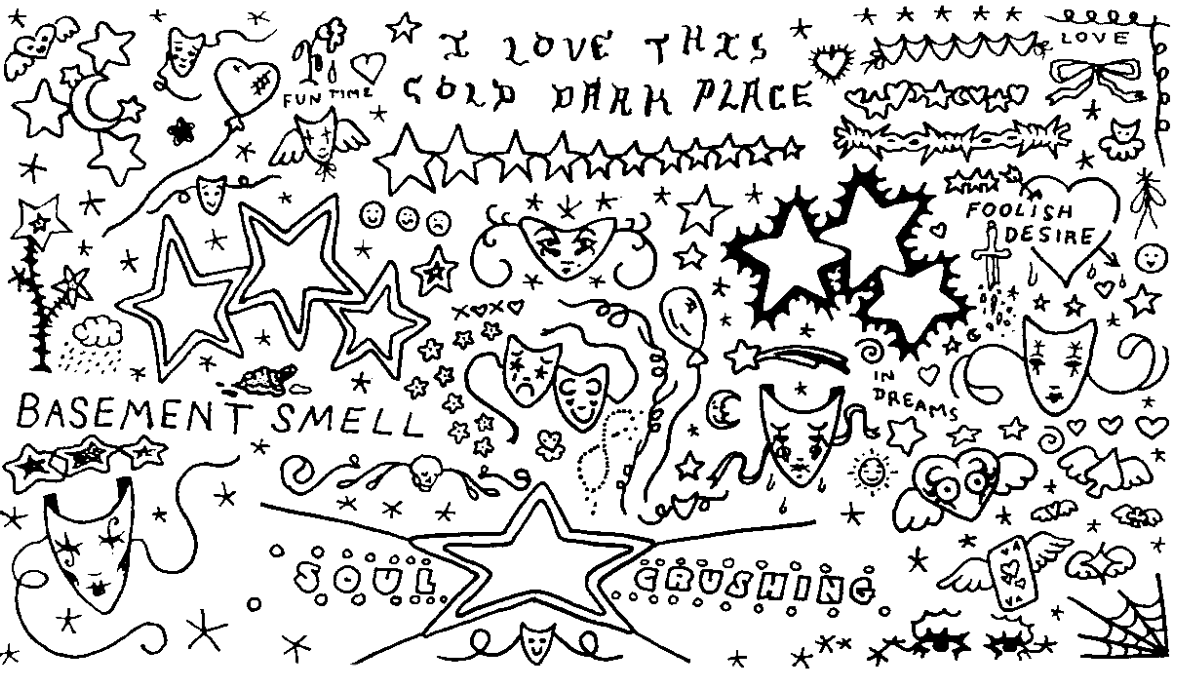 I LOVE THIS
COLD DARK PLACE
LOVE
FUN TIME
FOOLISH
DESIRE
IN
DREAMS
BASEMENT SMELL
SOUL CRUSHING